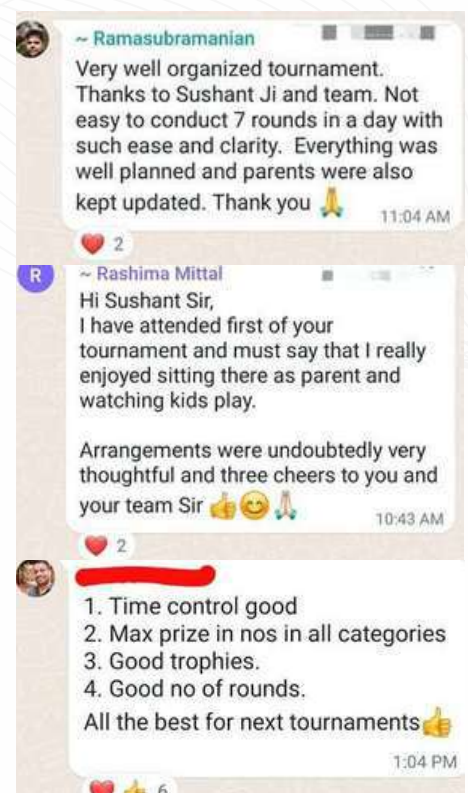 ~ Ramasubramanian
Very well organized tournament.
Thanks to Sushant Ji and team. Not
easy to conduct 7 rounds in a day with
such ease and clarity. Everything was
well planned and parents were also
kept updated. Thank you 🙏
11:04 AM
❤️ 2
R
~ Rashima Mittal
Hi Sushant Sir,
I have attended first of your
tournament and must say that I really
enjoyed sitting there as parent and
watching kids play.
Arrangements were undoubtedly very
thoughtful and three cheers to you and
your team Sir 👍😊🙏
10:43 AM
❤️ 2
1. Time control good
2. Max prize in nos in all categories
3. Good trophies.
4. Good no of rounds.
All the best for next tournaments👍
1:04 PM
❤️ 👍 6